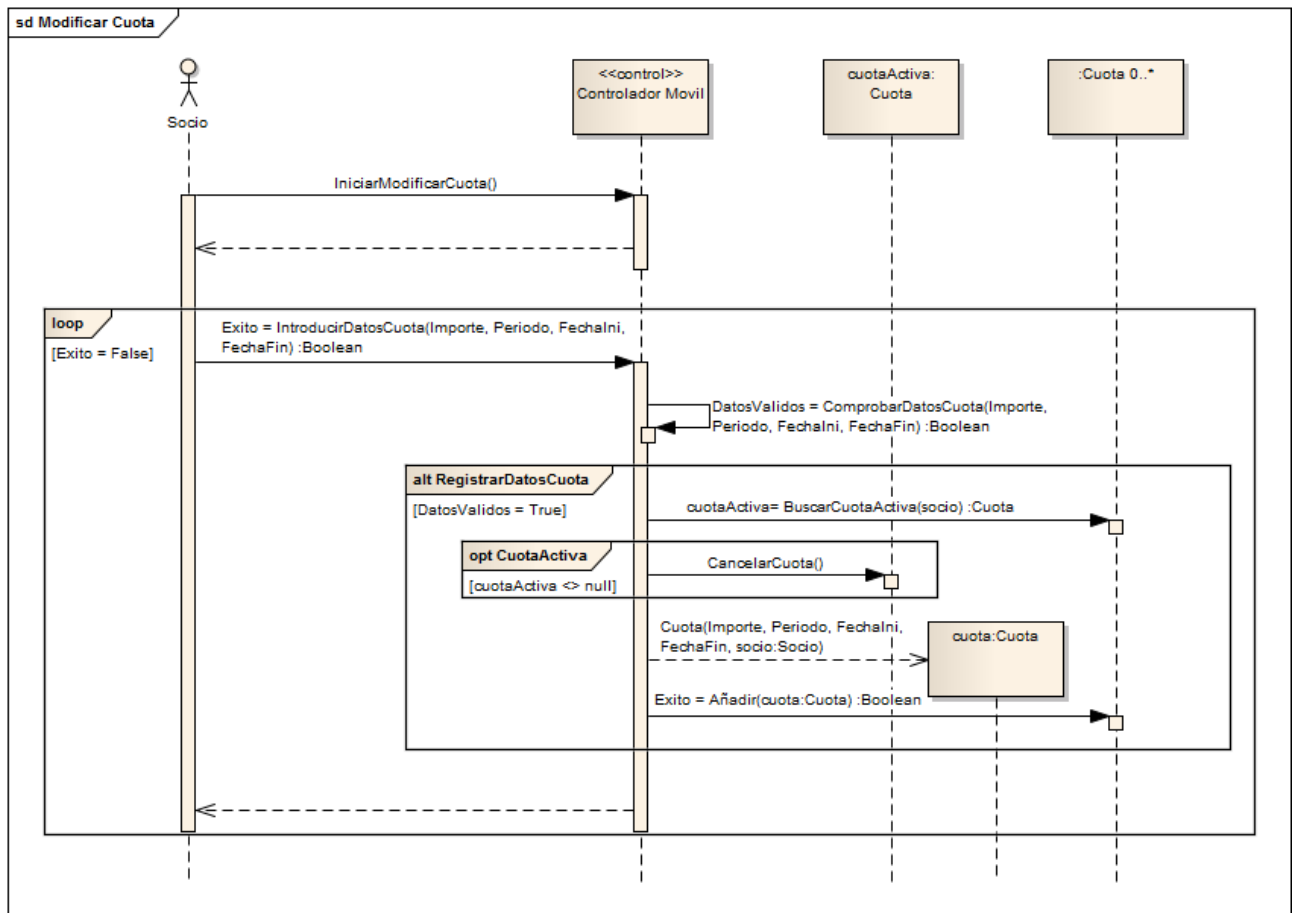 sd Modificar Cuota
Socio
<<control>>
Controlador Movil
cuotaActiva:
Cuota
:Cuota 0..*
IniciarModificarCuota()
loop
[Exito = False]
Exito = IntroducirDatosCuota(Importe, Periodo, FechaIni,
FechaFin) :Boolean
DatosValidos = ComprobarDatosCuota(Importe,
Periodo, FechaIni, FechaFin) :Boolean
alt RegistrarDatosCuota
[DatosValidos = True]
cuotaActiva= BuscarCuotaActiva(socio) :Cuota
opt CuotaActiva
[cuotaActiva <> null]
CancelarCuota()
Cuota(Importe, Periodo, FechaIni,
FechaFin, socio:Socio)
cuota:Cuota
Exito = Añadir(cuota:Cuota) :Boolean